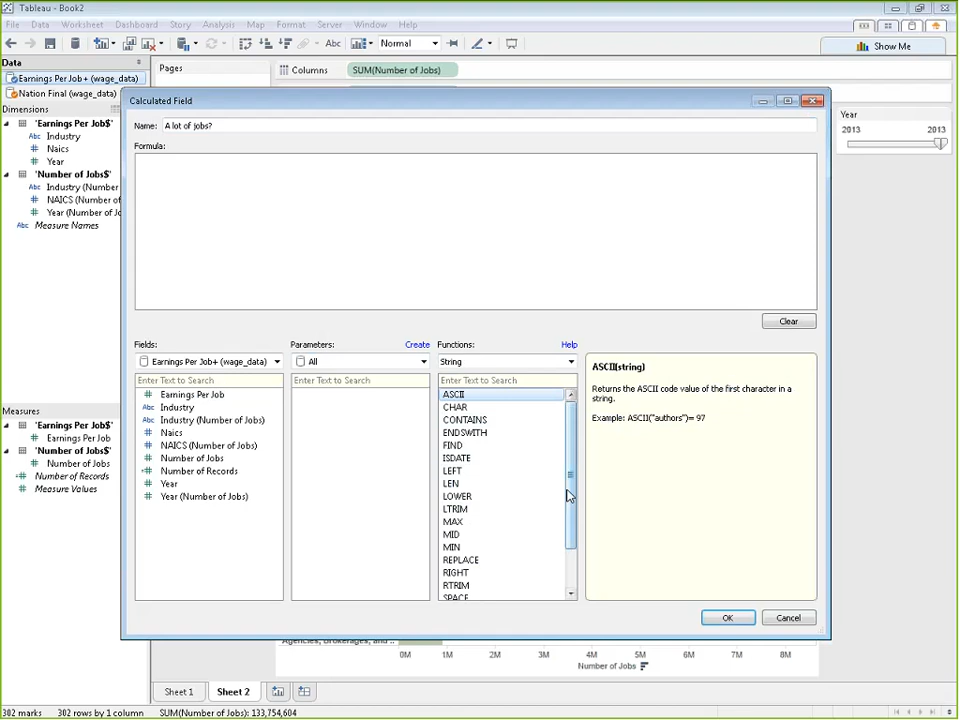 Tableau - Book2
File Data Worksheet Dashboard Story Analysis Map Format Server Window Help
Abc Normal Show Me
Data
Earnings Per Job+ (wage_data)
Nation Final (wage_data)
Dimensions
'Earnings Per Job$'
Abc Industry
Naics
Year
'Number of Jobs$'
Abc Industry (Number
NAICS (Number of
Year (Number of Jo
Abc Measure Names
Measures
'Earnings Per Job$'
Earnings Per Job
'Number of Jobs$'
Number of Jobs
Number of Records
Measure Values
Pages
Columns SUM(Number of Jobs)
Year
2013 2013
Calculated Field
Name: A lot of jobs?
Formula:
Clear
Fields: Parameters: Create Functions: Help
Earnings Per Job+ (wage_data) All String
Enter Text to Search Enter Text to Search Enter Text to Search
Earnings Per Job
Abc Industry
Abc Industry (Number of Jobs)
Naics
NAICS (Number of Jobs)
Number of Jobs
Number of Records
Year
Year (Number of Jobs)
ASCII
CHAR
CONTAINS
ENDSWITH
FIND
ISDATE
LEFT
LEN
LOWER
LTRIM
MAX
MID
MIN
REPLACE
RIGHT
RTRIM
SPACE
ASCII(string)
Returns the ASCII code value of the first character in a
string.
Example: ASCII("authors")= 97
OK Cancel
Agencies, Brokerages, and ..
0M 1M 2M 3M 4M 5M 6M 7M 8M
Number of Jobs
Sheet 1 Sheet 2
302 marks 302 rows by 1 column SUM(Number of Jobs): 133,754,604